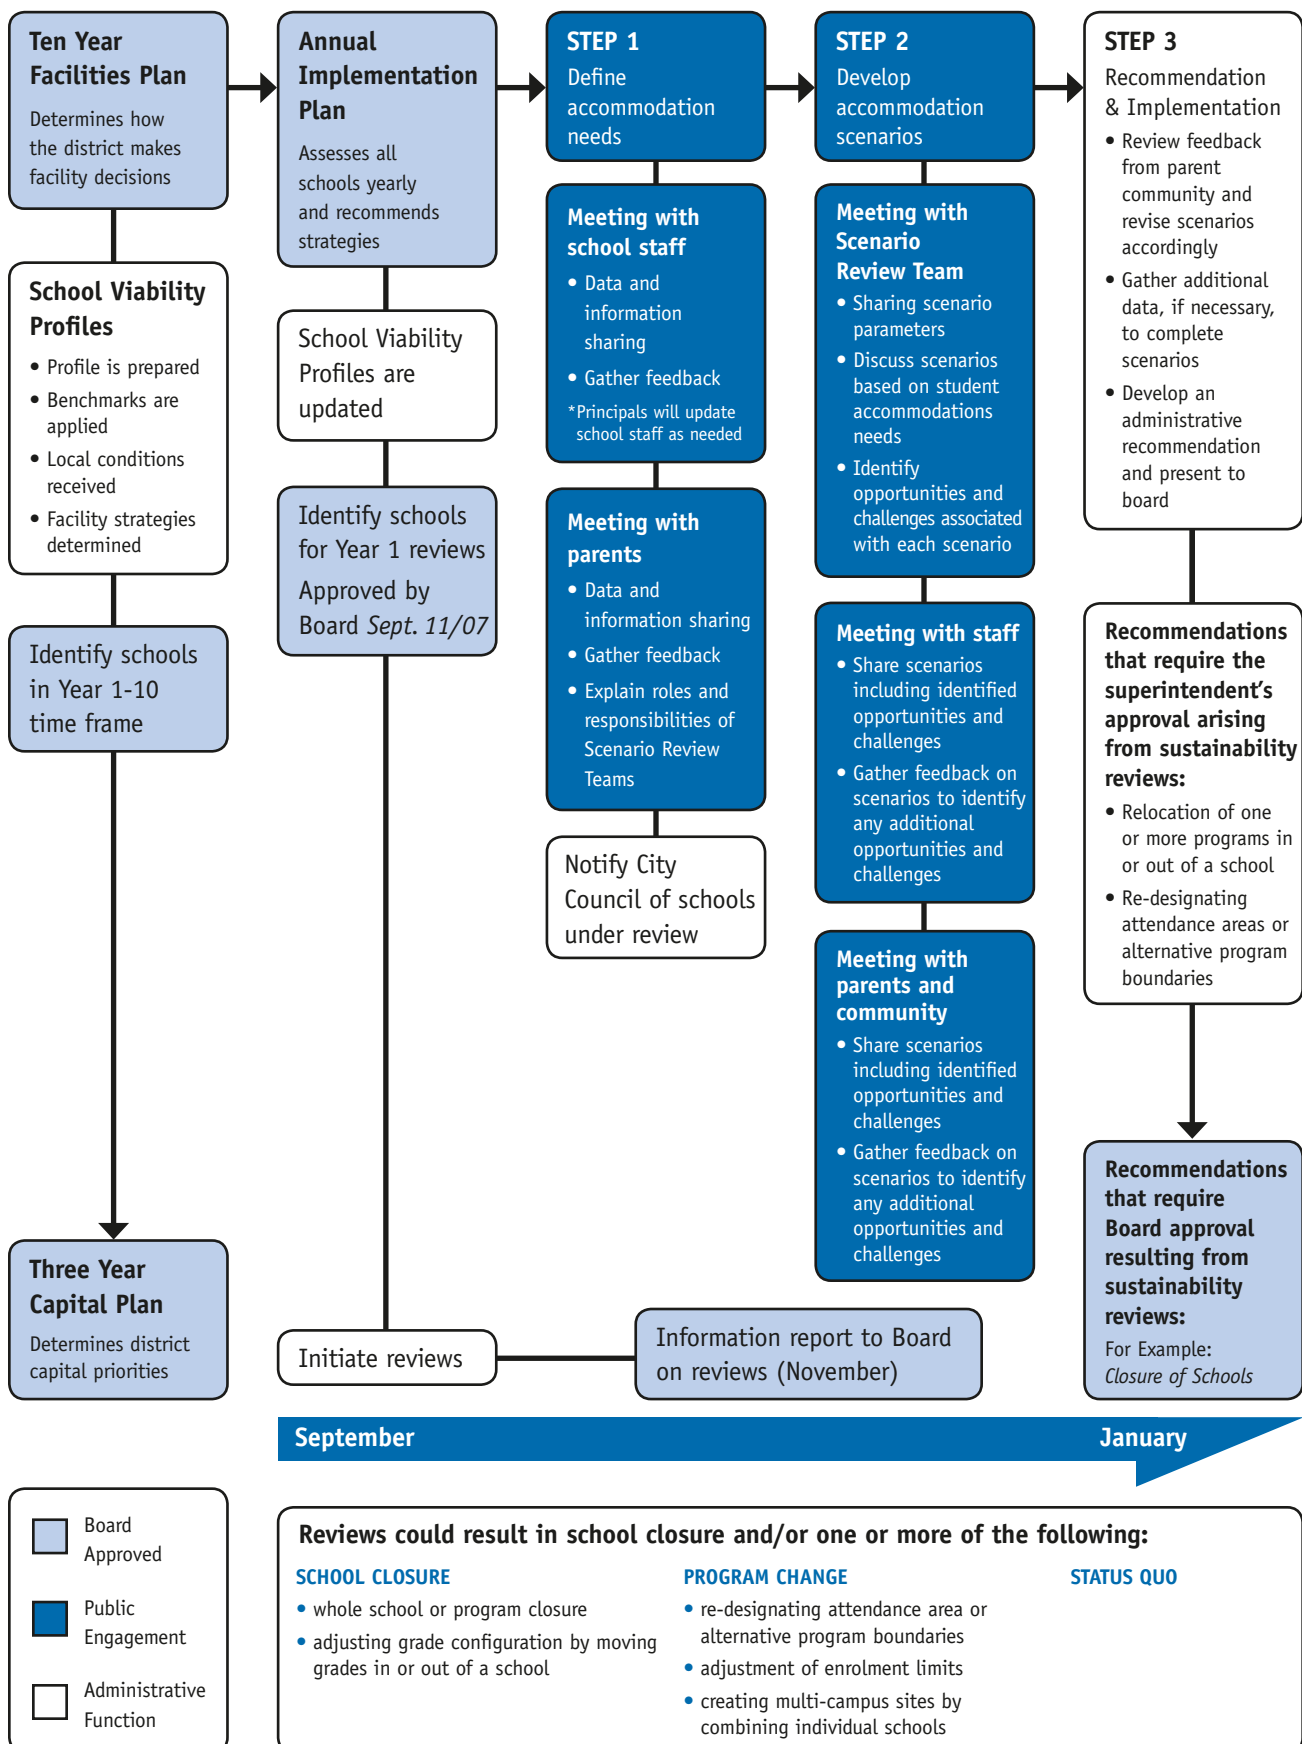 Ten Year
Facilities Plan
Determines how
the district makes
facility decisions
School Viability
Profiles
• Profile is prepared
• Benchmarks are
applied
• Local conditions
received
• Facility strategies
determined
Identify schools
in Year 1-10
time frame
Three Year
Capital Plan
Determines district
capital priorities
Annual
Implementation
Plan
Assesses all
schools yearly
and recommends
strategies
School Viability
Profiles are
updated
Identify schools
for Year 1 reviews
Approved by
Board Sept. 11/07
Initiate reviews
Information report to Board
on reviews (November)
STEP 1
Define
accommodation
needs
Meeting with
school staff
• Data and
information
sharing
• Gather feedback
*Principals will update
school staff as needed
Meeting with
parents
• Data and
information sharing
• Gather feedback
• Explain roles and
responsibilities of
Scenario Review
Teams
Notify City
Council of schools
under review
STEP 2
Develop
accommodation
scenarios
Meeting with
Scenario
Review Team
• Sharing scenario
parameters
• Discuss scenarios
based on student
accommodations
needs
• Identify
opportunities and
challenges associated
with each scenario
Meeting with staff
• Share scenarios
including identified
opportunities and
challenges
• Gather feedback on
scenarios to identify
any additional
opportunities and
challenges
Meeting with
parents and
community
• Share scenarios
including identified
opportunities and
challenges
• Gather feedback on
scenarios to identify
any additional
opportunities and
challenges
STEP 3
Recommendation
& Implementation
• Review feedback
from parent
community and
revise scenarios
accordingly
• Gather additional
data, if necessary,
to complete
scenarios
• Develop an
administrative
recommendation
and present to
board
Recommendations
that require the
superintendent's
approval arising
from sustainability
reviews:
• Relocation of one
or more programs in
or out of a school
• Re-designating
attendance areas or
alternative program
boundaries
Recommendations
that require
Board approval
resulting from
sustainability
reviews:
For Example:
Closure of Schools
September
January
Board
Approved
Public
Engagement
Administrative
Function
Reviews could result in school closure and/or one or more of the following:
SCHOOL CLOSURE
• whole school or program closure
• adjusting grade configuration by moving
grades in or out of a school
PROGRAM CHANGE
• re-designating attendance area or
alternative program boundaries
• adjustment of enrolment limits
• creating multi-campus sites by
combining individual schools
STATUS QUO